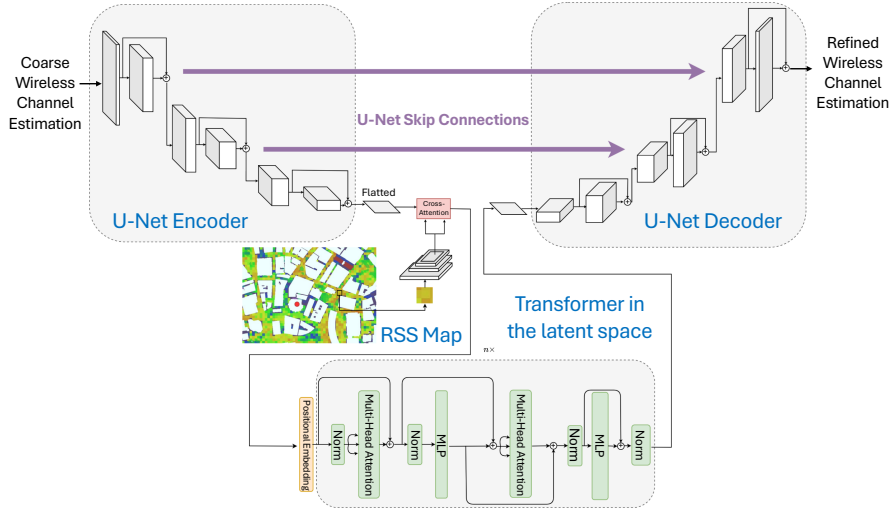 Coarse
Wireless
Channel
Estimation
Refined
Wireless
Channel
Estimation
U-Net Skip Connections
Flatted
Cross-
Attention
U-Net Encoder
U-Net Decoder
RSS Map
Transformer in
the latent space
n×
Positional Embedding
Norm
Multi-Head Attention
Norm
MLP
Multi-Head Attention
Norm
MLP
Norm